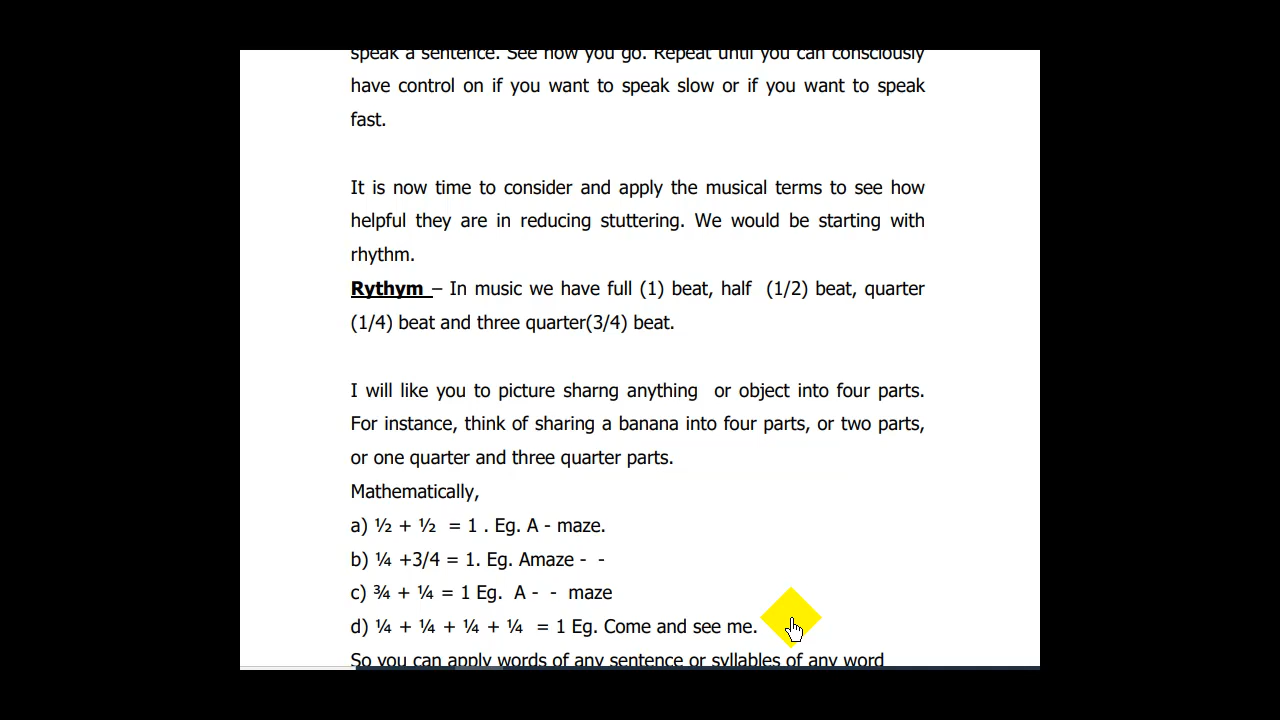 speak a sentence. See how you go. Repeat until you can consciously
have control on if you want to speak slow or if you want to speak
fast.
It is now time to consider and apply the musical terms to see how
helpful they are in reducing stuttering. We would be starting with
rhythm.
Rythym – In music we have full (1) beat, half (1/2) beat, quarter
(1/4) beat and three quarter(3/4) beat.
I will like you to picture sharng anything or object into four parts.
For instance, think of sharing a banana into four parts, or two parts,
or one quarter and three quarter parts.
Mathematically,
a) ½ + ½ = 1 . Eg. A - maze.
b) ¼ +3/4 = 1. Eg. Amaze - -
c) ¾ + ¼ = 1 Eg. A - - maze
d) ¼ + ¼ + ¼ + ¼ = 1 Eg. Come and see me.
So you can apply words of any sentence or syllables of any word